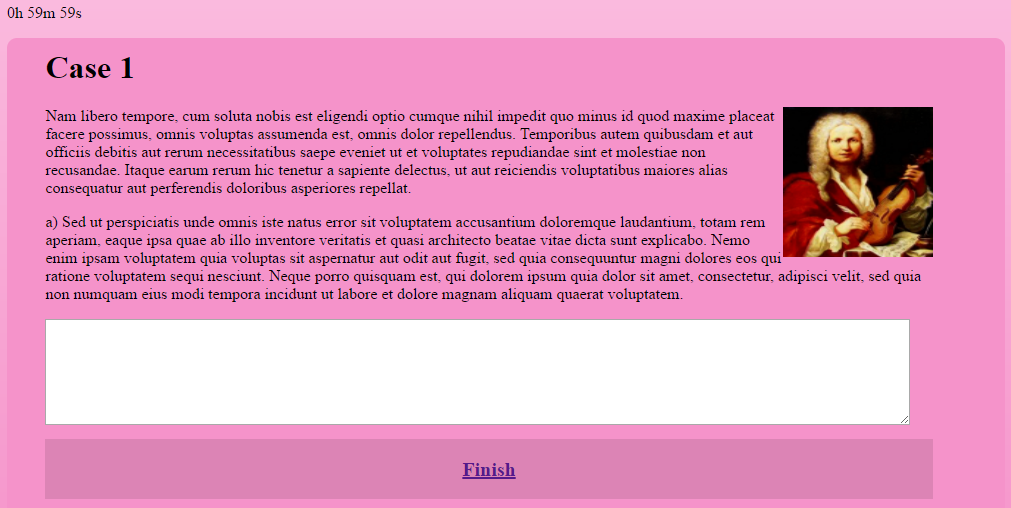 0h 59m 59s
Case 1
Nam libero tempore, cum soluta nobis est eligendi optio cumque nihil impedit quo minus id quod maxime placeat
facere possimus, omnis voluptas assumenda est, omnis dolor repellendus. Temporibus autem quibusdam et aut
officiis debitis aut rerum necessitatibus saepe eveniet ut et voluptates repudiandae sint et molestiae non
recusandae. Itaque earum rerum hic tenetur a sapiente delectus, ut aut reiciendis voluptatibus maiores alias
consequatur aut perferendis doloribus asperiores repellat.
a) Sed ut perspiciatis unde omnis iste natus error sit voluptatem accusantium doloremque laudantium, totam rem
aperiam, eaque ipsa quae ab illo inventore veritatis et quasi architecto beatae vitae dicta sunt explicabo. Nemo
enim ipsam voluptatem quia voluptas sit aspernatur aut odit aut fugit, sed quia consequuntur magni dolores eos qui
ratione voluptatem sequi nesciunt. Neque porro quisquam est, qui dolorem ipsum quia dolor sit amet, consectetur, adipisci velit, sed quia
non numquam eius modi tempora incidunt ut labore et dolore magnam aliquam quaerat voluptatem.
Finish